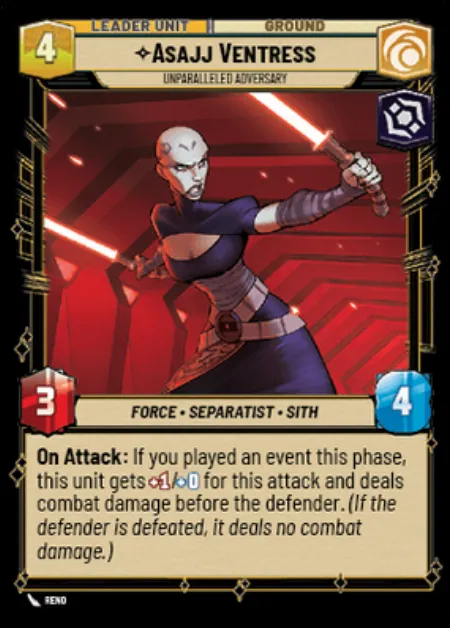 LEADER UNIT GROUND
4
ASAJJ VENTRESS
UNPARALLELED ADVERSARY
3
FORCE • SEPARATIST • SITH
4
On Attack: If you played an event this phase,
this unit gets +1/+0 for this attack and deals
combat damage before the defender. (If the
defender is defeated, it deals no combat
damage.)
RENO